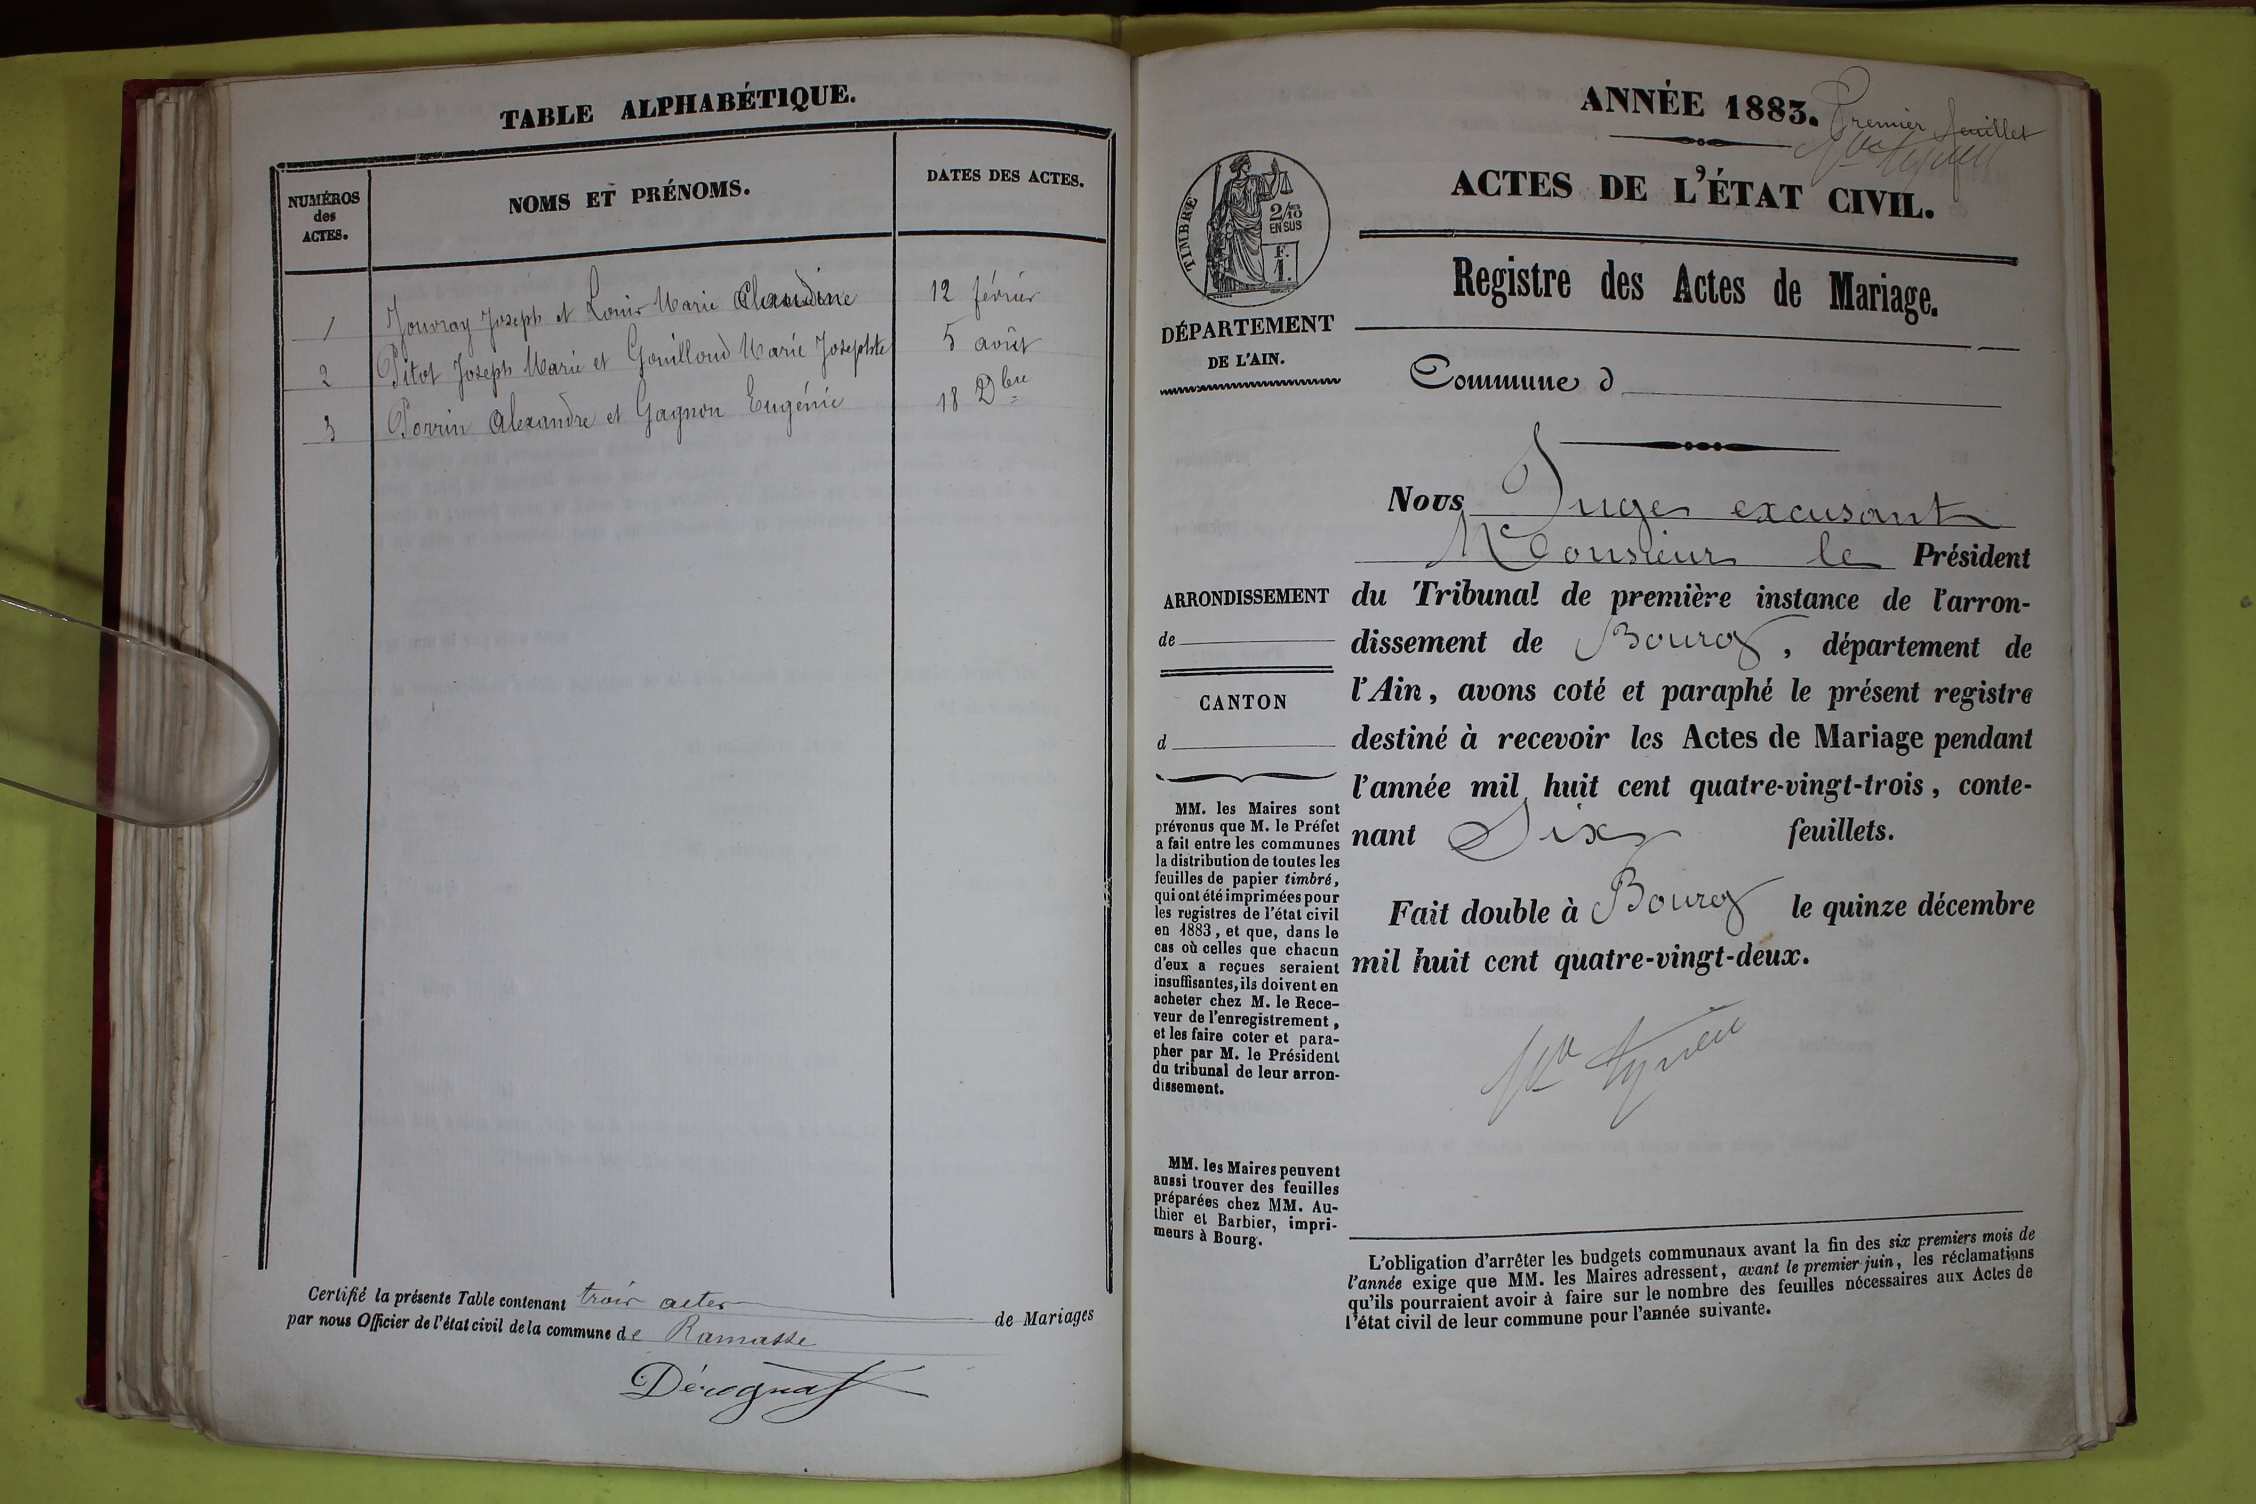 TABLE ALPHABÉTIQUE.
NUMÉROS
des
ACTES.
NOMS ET PRÉNOMS.
DATES DES ACTES.
1 Jouvray Joseph et Louis Marie Claudine 12 février
2 Pitot Joseph Marie et Gouilloud Marie Josephte 5 août
3 Perrin Alexandre et Gagnon Eugénie 18 Xbre
Certifié la présente Table contenant trois actes de Mariages
par nous Officier de l'état civil de la commune de Ramasse
Dérognat
ANNÉE 1883.
Premier feuillet
ACTES DE L'ÉTAT CIVIL.
TIMBRE
2/10
EN SUS
F.
1.
Registre des Actes de Mariage.
DÉPARTEMENT
DE L'AIN.
Commune d
Nous Juge excusant
Monsieur le Président
ARRONDISSEMENT
de
CANTON
d
du Tribunal de première instance de l'arron-
dissement de Bourg, département de
l'Ain, avons coté et paraphé le présent registre
destiné à recevoir les Actes de Mariage pendant
l'année mil huit cent quatre-vingt-trois, conte-
nant Six feuillets.
Fait double à Bourg le quinze décembre
mil huit cent quatre-vingt-deux.
MM. les Maires sont
prévenus que M. le Préfet
a fait entre les communes
la distribution de toutes les
feuilles de papier timbré,
qui ont été imprimées pour
les registres de l'état civil
en 1883, et que, dans le
cas où celles que chacun
d'eux a reçues seraient
insuffisantes, ils doivent en
acheter chez M. le Rece-
veur de l'enregistrement,
et les faire coter et para-
pher par M. le Président
du tribunal de leur arron-
dissement.
MM. les Maires peuvent
aussi trouver des feuilles
préparées chez MM. Au-
thier et Barbier, impri-
meurs à Bourg.
L'obligation d'arrêter les budgets communaux avant la fin des six premiers mois de
l'année exige que MM. les Maires adressent, avant le premier juin, les réclamations
qu'ils pourraient avoir à faire sur le nombre des feuilles nécessaires aux Actes de
l'état civil de leur commune pour l'année suivante.